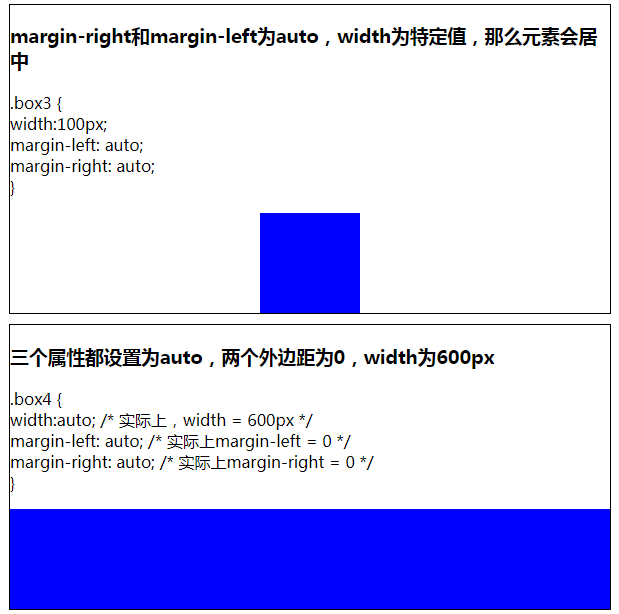 margin-right和margin-left为auto，width为特定值，那么元素会居
中
.box3 {
width:100px;
margin-left: auto;
margin-right: auto;
}
三个属性都设置为auto，两个外边距为0，width为600px
.box4 {
width:auto; /* 实际上，width = 600px */
margin-left: auto; /* 实际上margin-left = 0 */
margin-right: auto; /* 实际上margin-right = 0 */
}